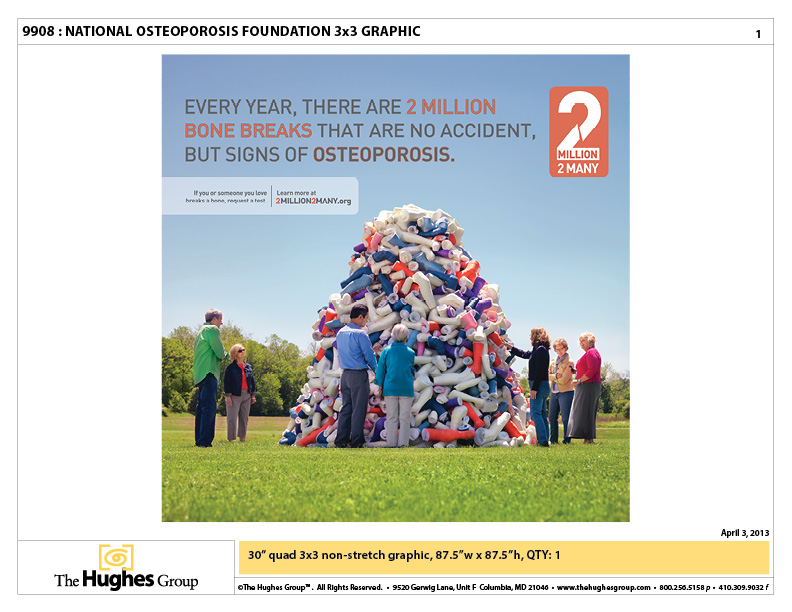 9908 : NATIONAL OSTEOPOROSIS FOUNDATION 3x3 GRAPHIC
1
EVERY YEAR, THERE ARE 2 MILLION
BONE BREAKS THAT ARE NO ACCIDENT,
BUT SIGNS OF OSTEOPOROSIS.
2
MILLION
2 MANY
If you or someone you love
breaks a bone, request a test.
Learn more at
2MILLION2MANY.org
April 3, 2013
The Hughes Group
30" quad 3x3 non-stretch graphic, 87.5"w x 87.5"h, QTY: 1
©The Hughes Group™ . All Rights Reserved. • 9520 Gerwig Lane, Unit F Columbia, MD 21046 • www.thehughesgroup.com • 800.256.5158 p • 410.309.9032 f